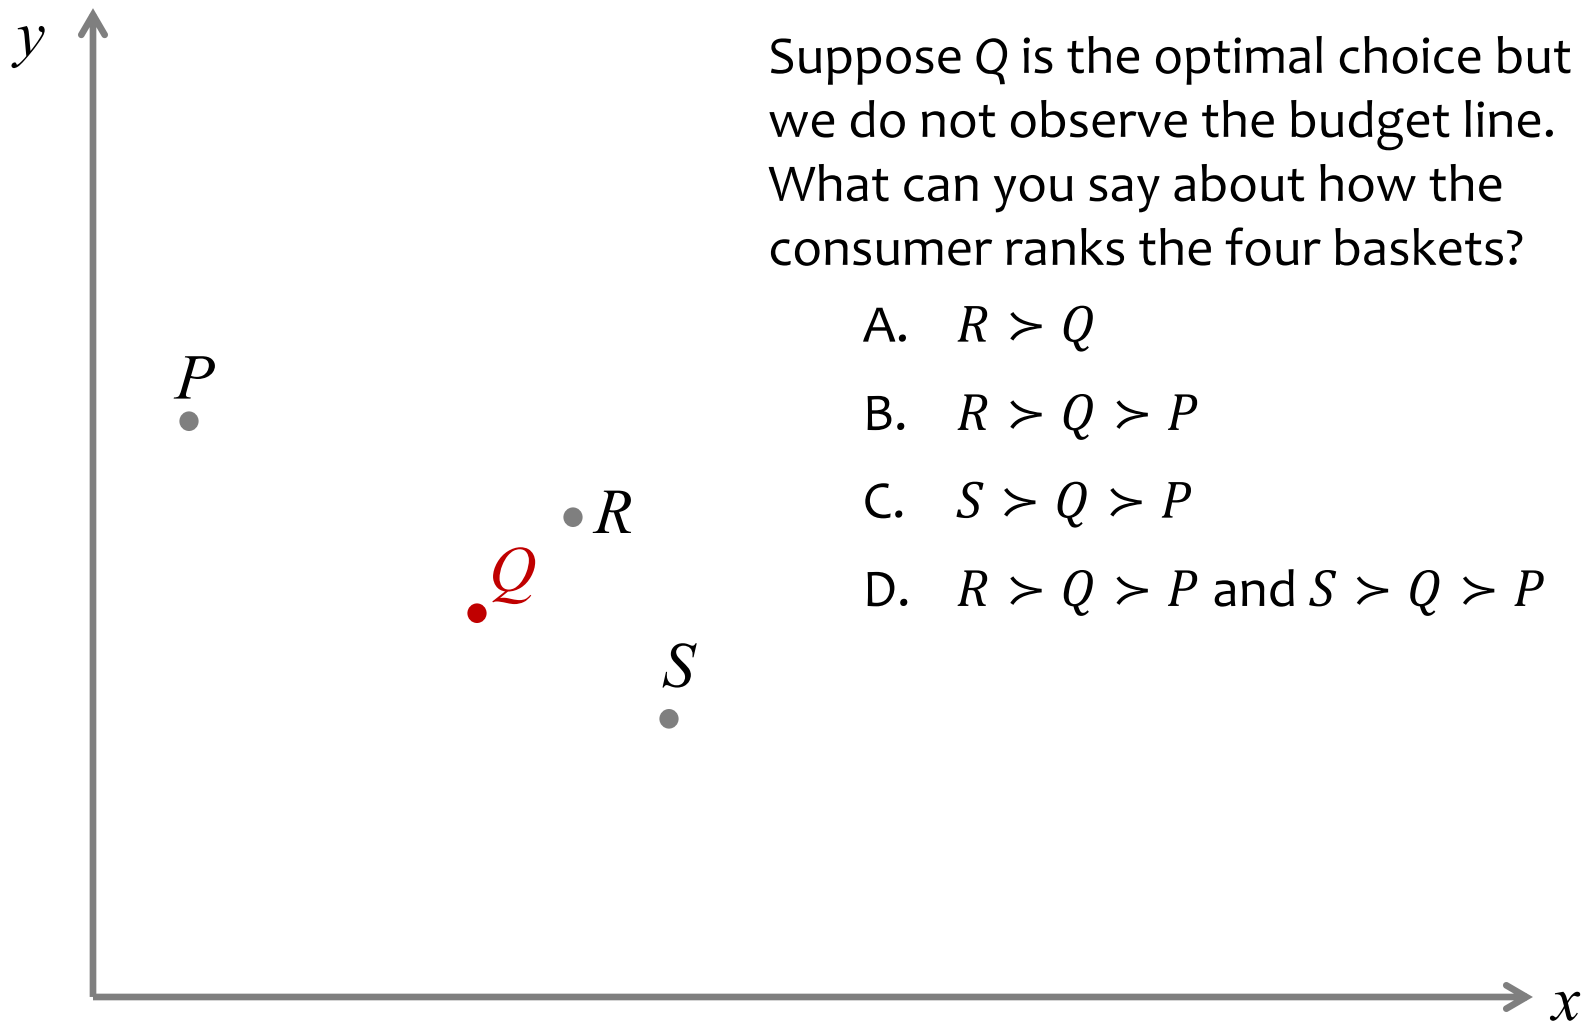 y
Suppose Q is the optimal choice but
we do not observe the budget line.
What can you say about how the
consumer ranks the four baskets?
A. R ≻ Q
B. R ≻ Q ≻ P
C. S ≻ Q ≻ P
D. R ≻ Q ≻ P and S ≻ Q ≻ P
P
R
Q
S
x